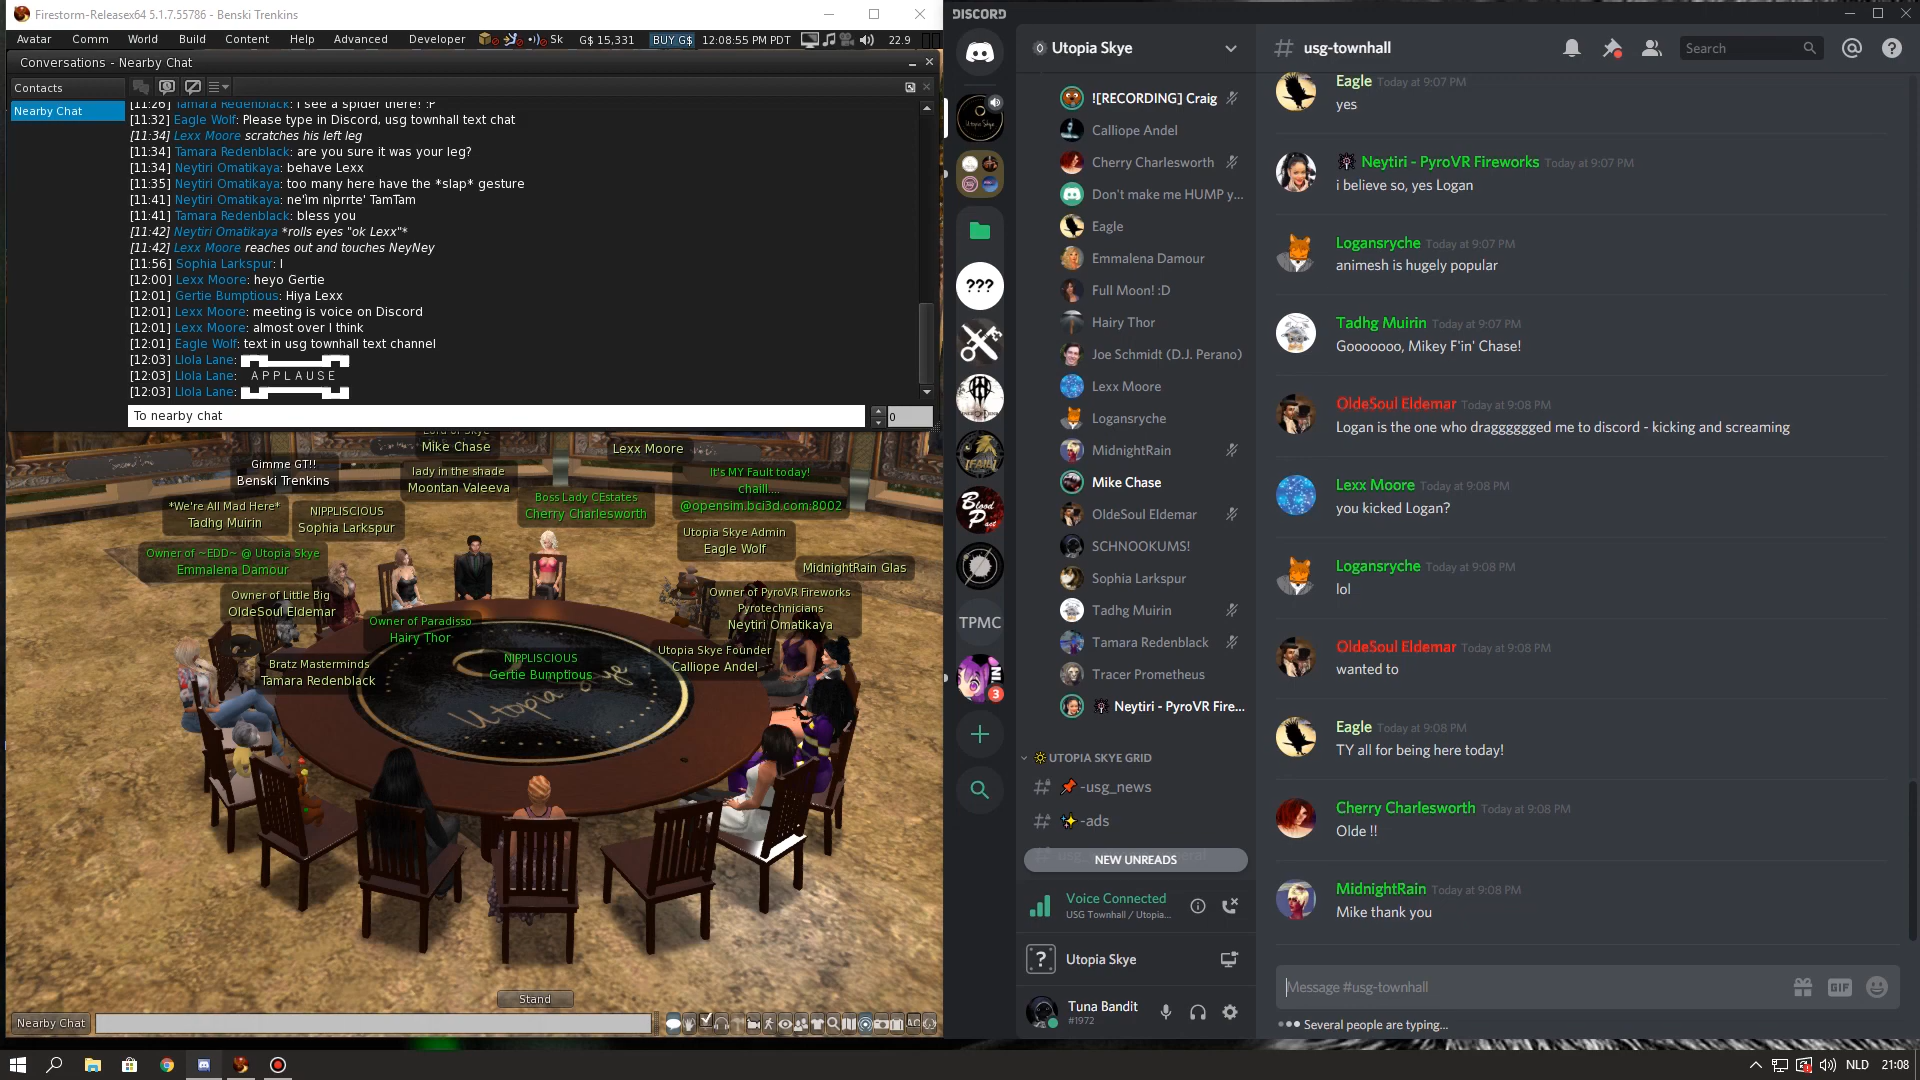 Firestorm-Releasex64 5.1.7.55786 - Benski Trenkins
Avatar Comm World Build Content Help Advanced Developer Sk G$ 15,331 BUY G$ 12:08:55 PM PDT 22.9
Conversations - Nearby Chat
Contacts
Nearby Chat
[11:26] Tamara Redenblack: I see a spider there! :P
[11:32] Eagle Wolf: Please type in Discord, usg townhall text chat
[11:34] Lexx Moore scratches his left leg
[11:34] Tamara Redenblack: are you sure it was your leg?
[11:34] Neytiri Omatikaya: behave Lexx
[11:35] Neytiri Omatikaya: too many here have the *slap* gesture
[11:41] Neytiri Omatikaya: ne'ìm nìprrte' TamTam
[11:41] Tamara Redenblack: bless you
[11:42] Neytiri Omatikaya *rolls eyes "ok Lexx"*
[11:42] Lexx Moore reaches out and touches NeyNey
[11:56] Sophia Larkspur: I
[12:00] Lexx Moore: heyo Gertie
[12:01] Gertie Bumptious: Hiya Lexx
[12:01] Lexx Moore: meeting is voice on Discord
[12:01] Lexx Moore: almost over I think
[12:01] Eagle Wolf: text in usg townhall text channel
[12:03] Llola Lane:
[12:03] Llola Lane: A P P L A U S E
[12:03] Llola Lane:
To nearby chat
0
Lord of Skye
Mike Chase
Lexx Moore
Gimme GT!!
Benski Trenkins
lady in the shade
Moontan Valeeva
It's MY Fault today!
chaill....
@opensim.bci3d.com:8002
Boss Lady CEstates
Cherry Charlesworth
*We're All Mad Here*
Tadhg Muirin
NIPPLISCIOUS
Sophia Larkspur
Utopia Skye Admin
Eagle Wolf
Owner of ~EDD~ @ Utopia Skye
Emmalena Damour
MidnightRain Glas
Owner of Little Big
OldeSoul Eldemar
Owner of PyroVR Fireworks
Pyrotechnicians
Neytiri Omatikaya
Owner of Paradisso
Hairy Thor
Utopia Skye Founder
Calliope Andel
Bratz Masterminds
Tamara Redenblack
NIPPLISCIOUS
Gertie Bumptious
Utopia Skye
Stand
Nearby Chat
AO
DISCORD
???
TPMC
3
Utopia Skye
![RECORDING] Craig
Calliope Andel
Cherry Charlesworth
Don't make me HUMP y...
Eagle
Emmalena Damour
Full Moon! :D
Hairy Thor
Joe Schmidt (D.J. Perano)
Lexx Moore
Logansryche
MidnightRain
Mike Chase
OldeSoul Eldemar
SCHNOOKUMS!
Sophia Larkspur
Tadhg Muirin
Tamara Redenblack
Tracer Prometheus
Neytiri - PyroVR Fire...
UTOPIA SKYE GRID
-usg_news
-ads
NEW UNREADS
Voice Connected
USG Townhall / Utopia...
Utopia Skye
Tuna Bandit
#1972
# usg-townhall
Search
Eagle Today at 9:07 PM
yes
Neytiri - PyroVR Fireworks Today at 9:07 PM
i believe so, yes Logan
Logansryche Today at 9:07 PM
animesh is hugely popular
Tadhg Muirin Today at 9:07 PM
Gooooooo, Mikey F'in' Chase!
OldeSoul Eldemar Today at 9:08 PM
Logan is the one who dragggggged me to discord - kicking and screaming
Lexx Moore Today at 9:08 PM
you kicked Logan?
Logansryche Today at 9:08 PM
lol
OldeSoul Eldemar Today at 9:08 PM
wanted to
Eagle Today at 9:08 PM
TY all for being here today!
Cherry Charlesworth Today at 9:08 PM
Olde !!
MidnightRain Today at 9:08 PM
Mike thank you
Message #usg-townhall
GIF
Several people are typing...
NLD 21:08